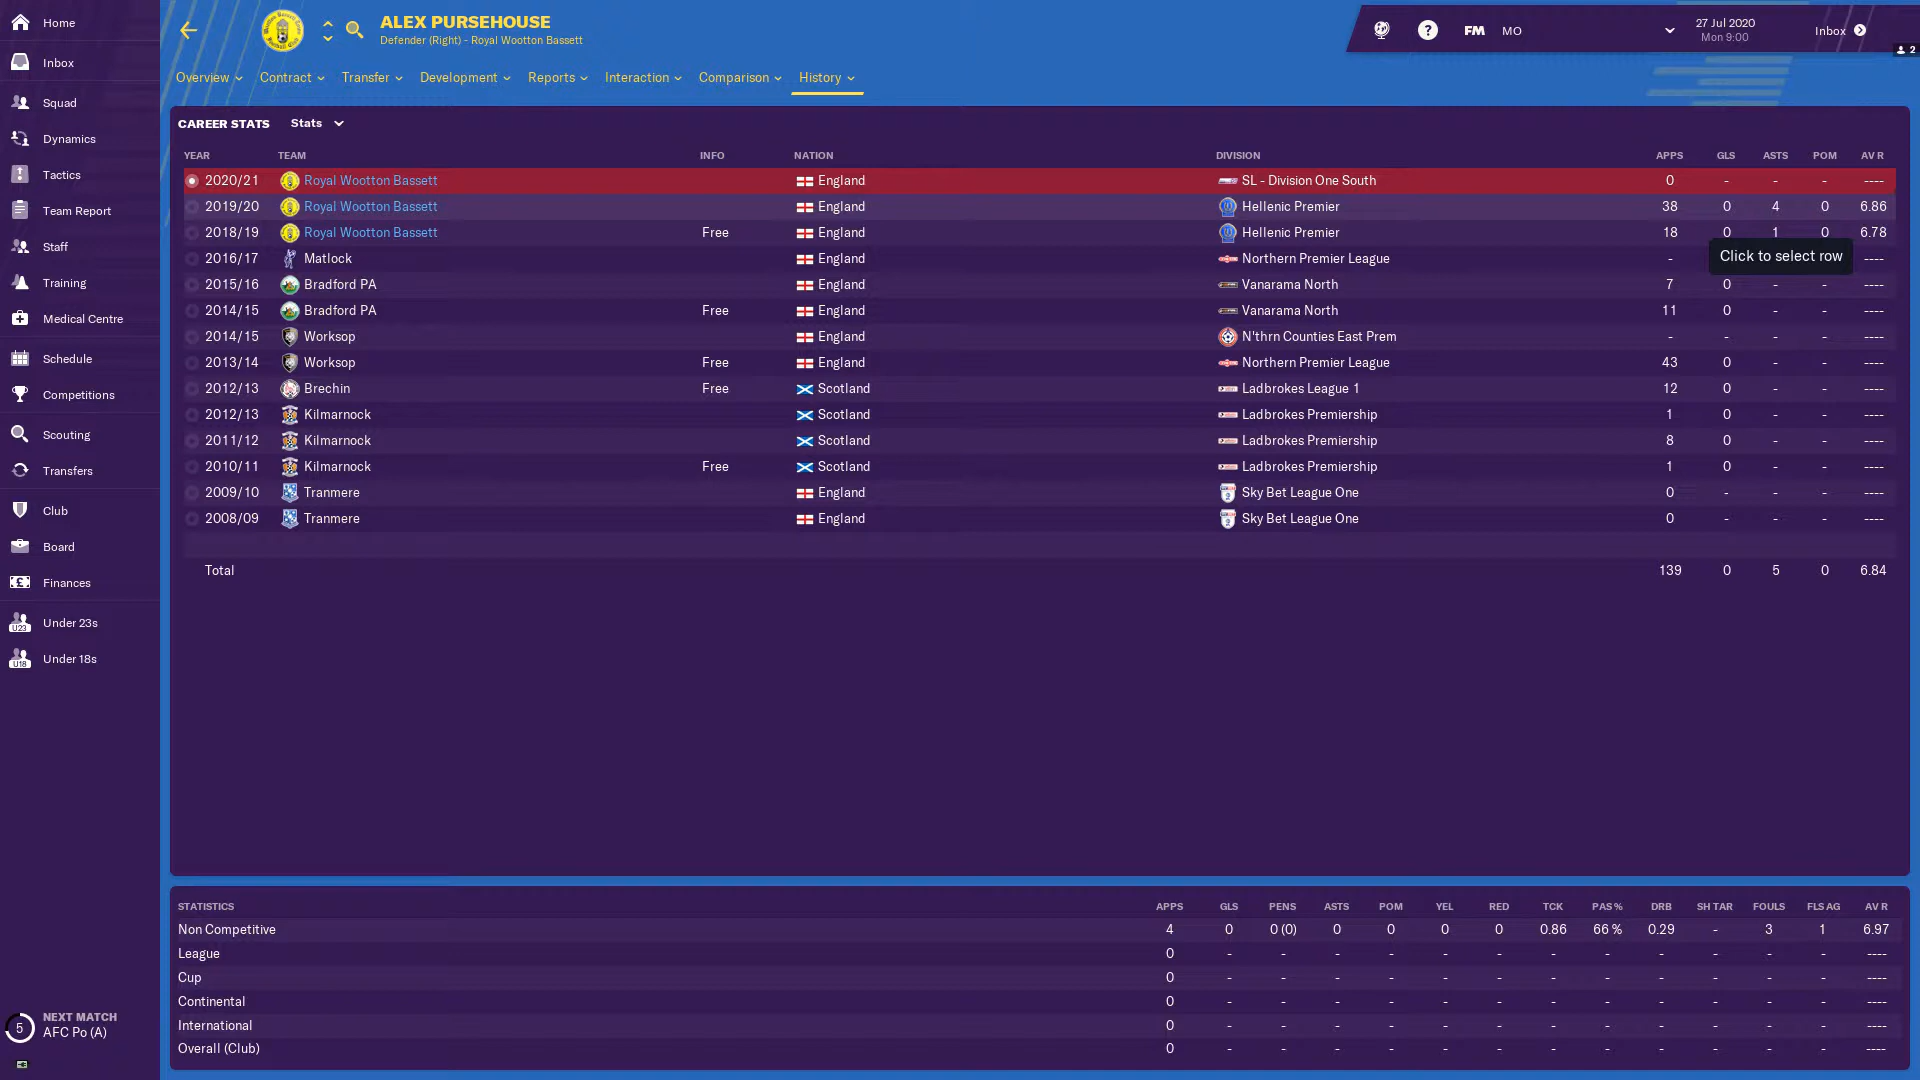 Home
Inbox
Squad
Dynamics
Tactics
Team Report
Staff
Training
Medical Centre
Schedule
Competitions
Scouting
Transfers
Club
Board
Finances
U23 Under 23s
U18 Under 18s
5 NEXT MATCH
AFC Po (A)
ALEX PURSEHOUSE
Defender (Right) - Royal Wootton Bassett
? FM MO
27 Jul 2020
Mon 9:00
Inbox
2
Overview Contract Transfer Development Reports Interaction Comparison History
CAREER STATS Stats
YEAR TEAM INFO NATION DIVISION APPS GLS ASTS POM AV R
2020/21 Royal Wootton Bassett England SL - Division One South 0 - - - ----
2019/20 Royal Wootton Bassett England Hellenic Premier 38 0 4 0 6.86
2018/19 Royal Wootton Bassett Free England Hellenic Premier 18 0 1 0 6.78
2016/17 Matlock England Northern Premier League - ----
Click to select row
2015/16 Bradford PA England Vanarama North 7 0 - - ----
2014/15 Bradford PA Free England Vanarama North 11 0 - - ----
2014/15 Worksop England N'thrn Counties East Prem - - - - ----
2013/14 Worksop Free England Northern Premier League 43 0 - - ----
2012/13 Brechin Free Scotland Ladbrokes League 1 12 0 - - ----
2012/13 Kilmarnock Scotland Ladbrokes Premiership 1 0 - - ----
2011/12 Kilmarnock Scotland Ladbrokes Premiership 8 0 - - ----
2010/11 Kilmarnock Free Scotland Ladbrokes Premiership 1 0 - - ----
2009/10 Tranmere England Sky Bet League One 0 - - - ----
2008/09 Tranmere England Sky Bet League One 0 - - - ----
Total 139 0 5 0 6.84
STATISTICS APPS GLS PENS ASTS POM YEL RED TCK PAS % DRB SH TAR FOULS FLS AG AV R
Non Competitive 4 0 0 (0) 0 0 0 0 0.86 66 % 0.29 - 3 1 6.97
League 0 - - - - - - - - - - - - ----
Cup 0 - - - - - - - - - - - - ----
Continental 0 - - - - - - - - - - - - ----
International 0 - - - - - - - - - - - - ----
Overall (Club) 0 - - - - - - - - - - - - ----